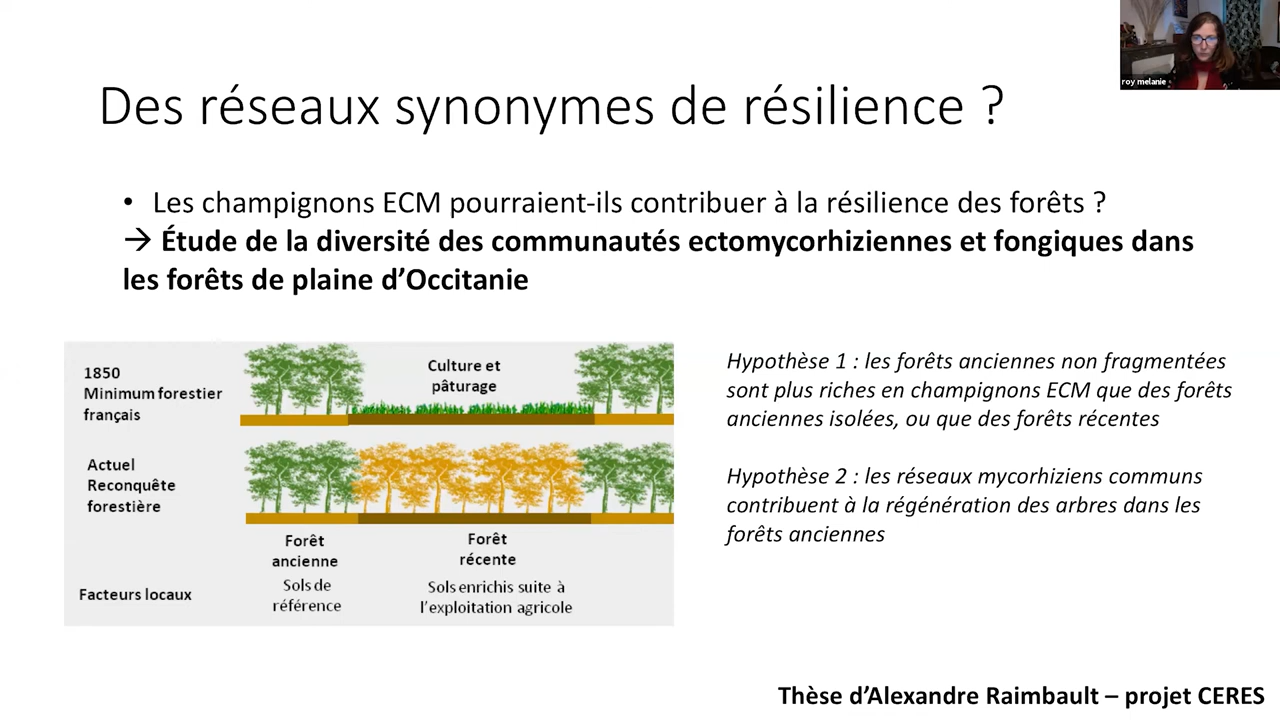 roy melanie
Des réseaux synonymes de résilience ?
• Les champignons ECM pourraient-ils contribuer à la résilience des forêts ?
→ Étude de la diversité des communautés ectomycorhiziennes et fongiques dans
les forêts de plaine d’Occitanie
1850
Minimum forestier
français
Culture et
pâturage
Actuel
Reconquête
forestière
Forêt
ancienne
Forêt
récente
Facteurs locaux
Sols de
référence
Sols enrichis suite à
l’exploitation agricole
Hypothèse 1 : les forêts anciennes non fragmentées
sont plus riches en champignons ECM que des forêts
anciennes isolées, ou que des forêts récentes
Hypothèse 2 : les réseaux mycorhiziens communs
contribuent à la régénération des arbres dans les
forêts anciennes
Thèse d’Alexandre Raimbault – projet CERES